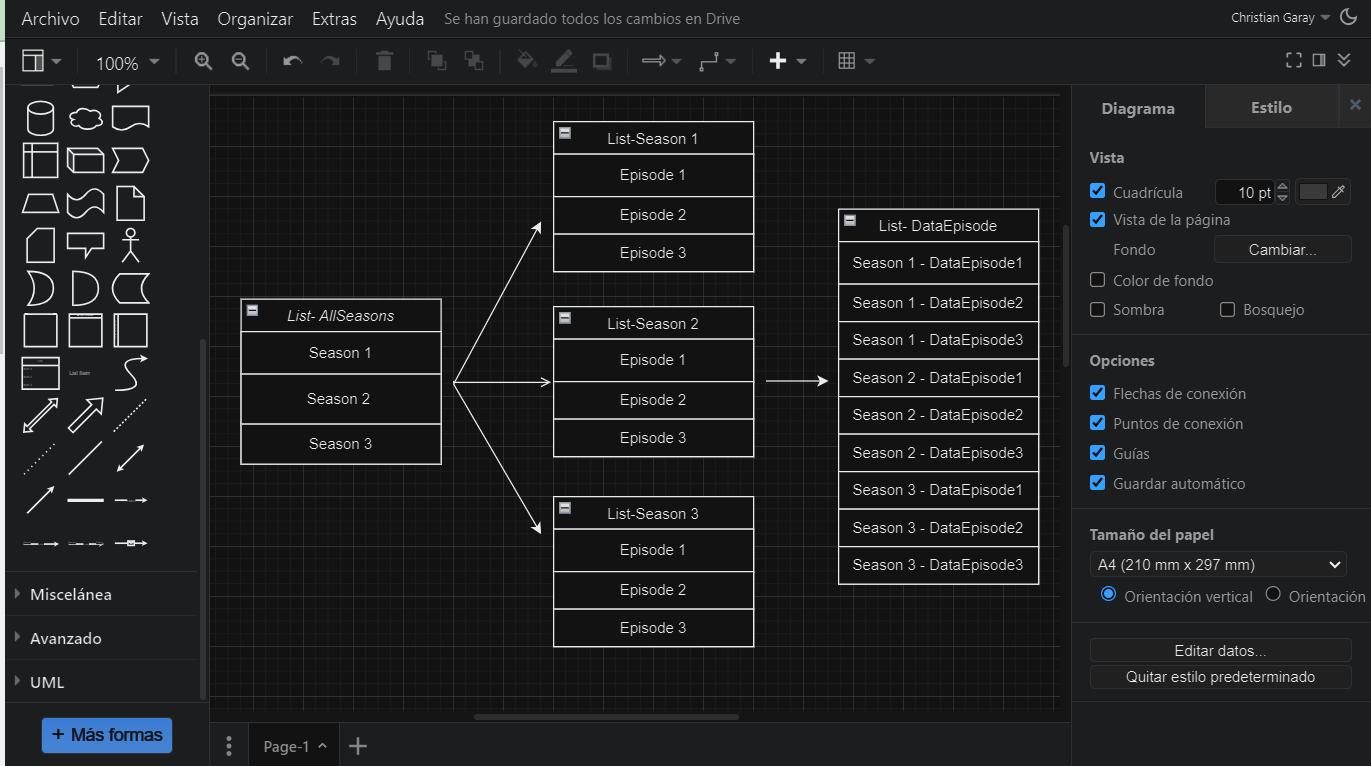 Archivo Editar Vista Organizar Extras Ayuda Se han guardado todos los cambios en Drive Christian Garay
100%
List Item
Miscelánea
Avanzado
UML
+ Más formas
List- AllSeasons
Season 1
Season 2
Season 3
List-Season 1
Episode 1
Episode 2
Episode 3
List-Season 2
Episode 1
Episode 2
Episode 3
List-Season 3
Episode 1
Episode 2
Episode 3
List- DataEpisode
Season 1 - DataEpisode1
Season 1 - DataEpisode2
Season 1 - DataEpisode3
Season 2 - DataEpisode1
Season 2 - DataEpisode2
Season 2 - DataEpisode3
Season 3 - DataEpisode1
Season 3 - DataEpisode2
Season 3 - DataEpisode3
Page-1
Diagrama Estilo
Vista
Cuadrícula 10 pt
Vista de la página
Fondo Cambiar...
Color de fondo
Sombra Bosquejo
Opciones
Flechas de conexión
Puntos de conexión
Guías
Guardar automático
Tamaño del papel
A4 (210 mm x 297 mm)
Orientación vertical Orientación
Editar datos...
Quitar estilo predeterminado